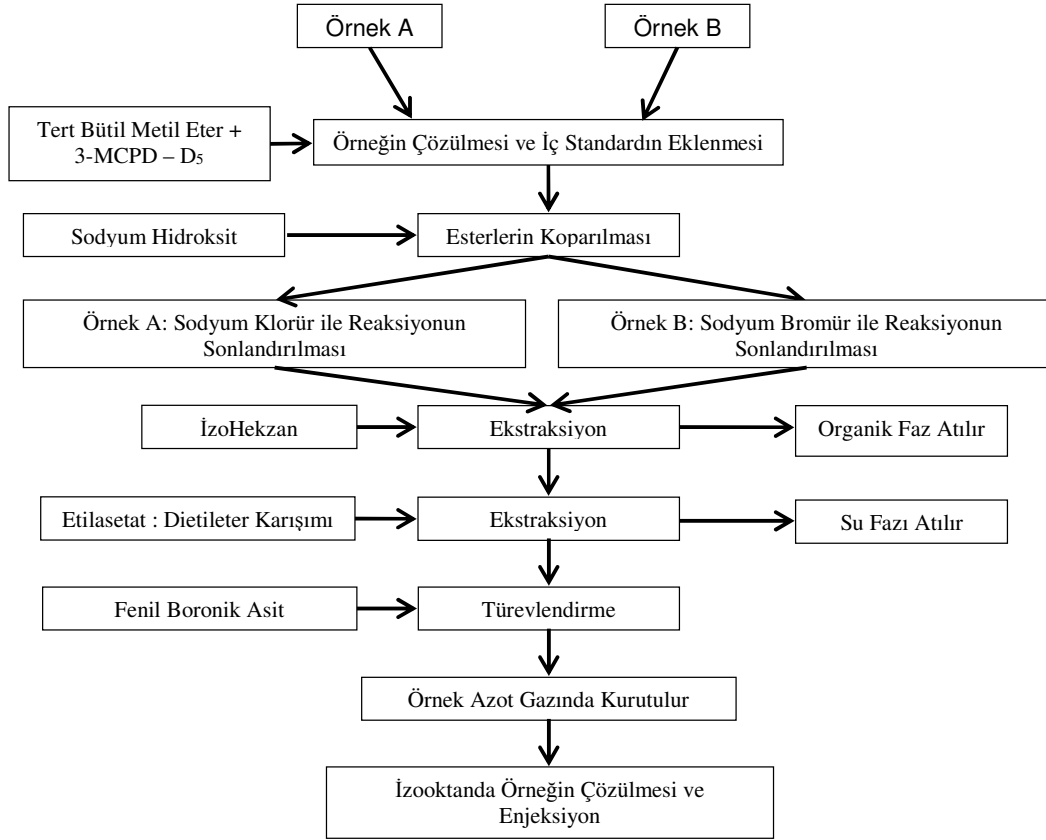 Örnek A
Örnek B
Tert Bütil Metil Eter +
3-MCPD – D5
Örneğin Çözülmesi ve İç Standardın Eklenmesi
Sodyum Hidroksit
Esterlerin Koparılması
Örnek A: Sodyum Klorür ile Reaksiyonun
Sonlandırılması
Örnek B: Sodyum Bromür ile Reaksiyonun
Sonlandırılması
İzoHekzan
Ekstraksiyon
Organik Faz Atılır
Etilasetat : Dietileter Karışımı
Ekstraksiyon
Su Fazı Atılır
Fenil Boronik Asit
Türevlendirme
Örnek Azot Gazında Kurutulur
İzooktanda Örneğin Çözülmesi ve
Enjeksiyon